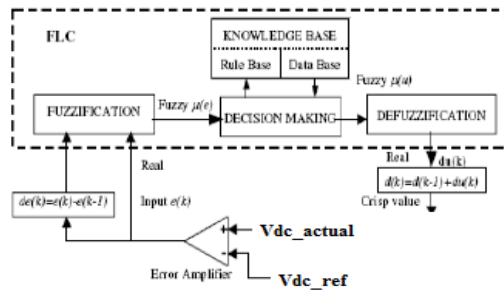 FLC
KNOWLEDGE BASE
Rule Base
Data Base
Fuzzy μ(e)
Fuzzy μ(u)
FUZZIFICATION
DECISION MAKING
DEFUZZIFICATION
Real
Real
du(k)
de(k)=e(k)-e(k-1)
Input e(k)
d(k)=d(k-1)+du(k)
Crisp value
+
Vdc_actual
-
Error Amplifier
Vdc_ref